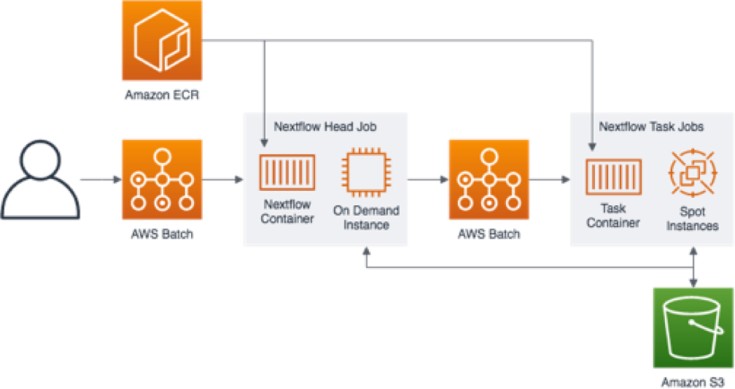 Amazon ECR
Nextflow Head Job
Nextflow Task Jobs
Nextflow
Container
On Demand
Instance
Task
Container
Spot
Instances
AWS Batch
AWS Batch
Amazon S3